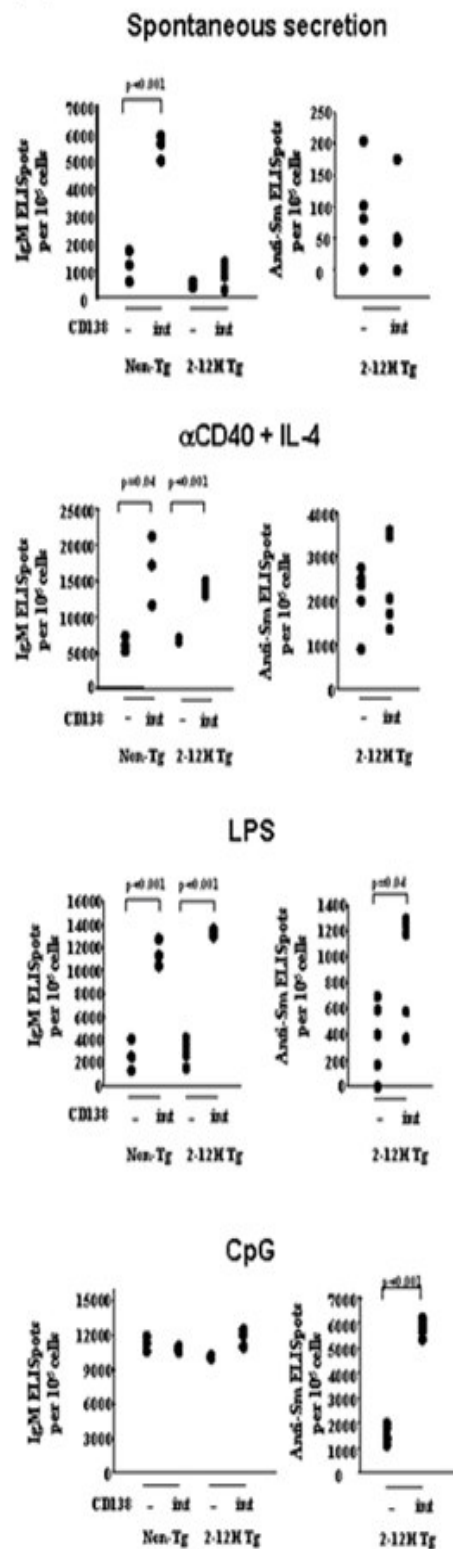 Spontaneous secretion
p<0.001
IgM ELISpots
per 10⁶ cells
7000
6000
5000
4000
3000
2000
1000
0
CD138
- int - int
Non-Tg 2-12H Tg
Anti-Sm ELISpots
per 10⁶ cells
250
200
150
100
50
0
- int
2-12H Tg
αCD40 + IL-4
p=0.04 p<0.001
IgM ELISpots
per 10⁶ cells
25000
20000
15000
10000
5000
0
CD138
- int - int
Non-Tg 2-12H Tg
Anti-Sm ELISpots
per 10⁶ cells
4000
3000
2000
1000
0
- int
2-12H Tg
LPS
p<0.001 p<0.001
IgM ELISpots
per 10⁶ cells
16000
14000
12000
10000
8000
6000
4000
2000
0
CD138
- int - int
Non-Tg 2-12H Tg
p=0.04
Anti-Sm ELISpots
per 10⁶ cells
1400
1200
1000
800
600
400
200
0
- int
2-12H Tg
CpG
IgM ELISpots
per 10⁶ cells
15000
12000
9000
6000
3000
0
CD138
- int - int
Non-Tg 2-12H Tg
p<0.001
Anti-Sm ELISpots
per 10⁶ cells
7000
6000
5000
4000
3000
2000
1000
0
- int
2-12H Tg